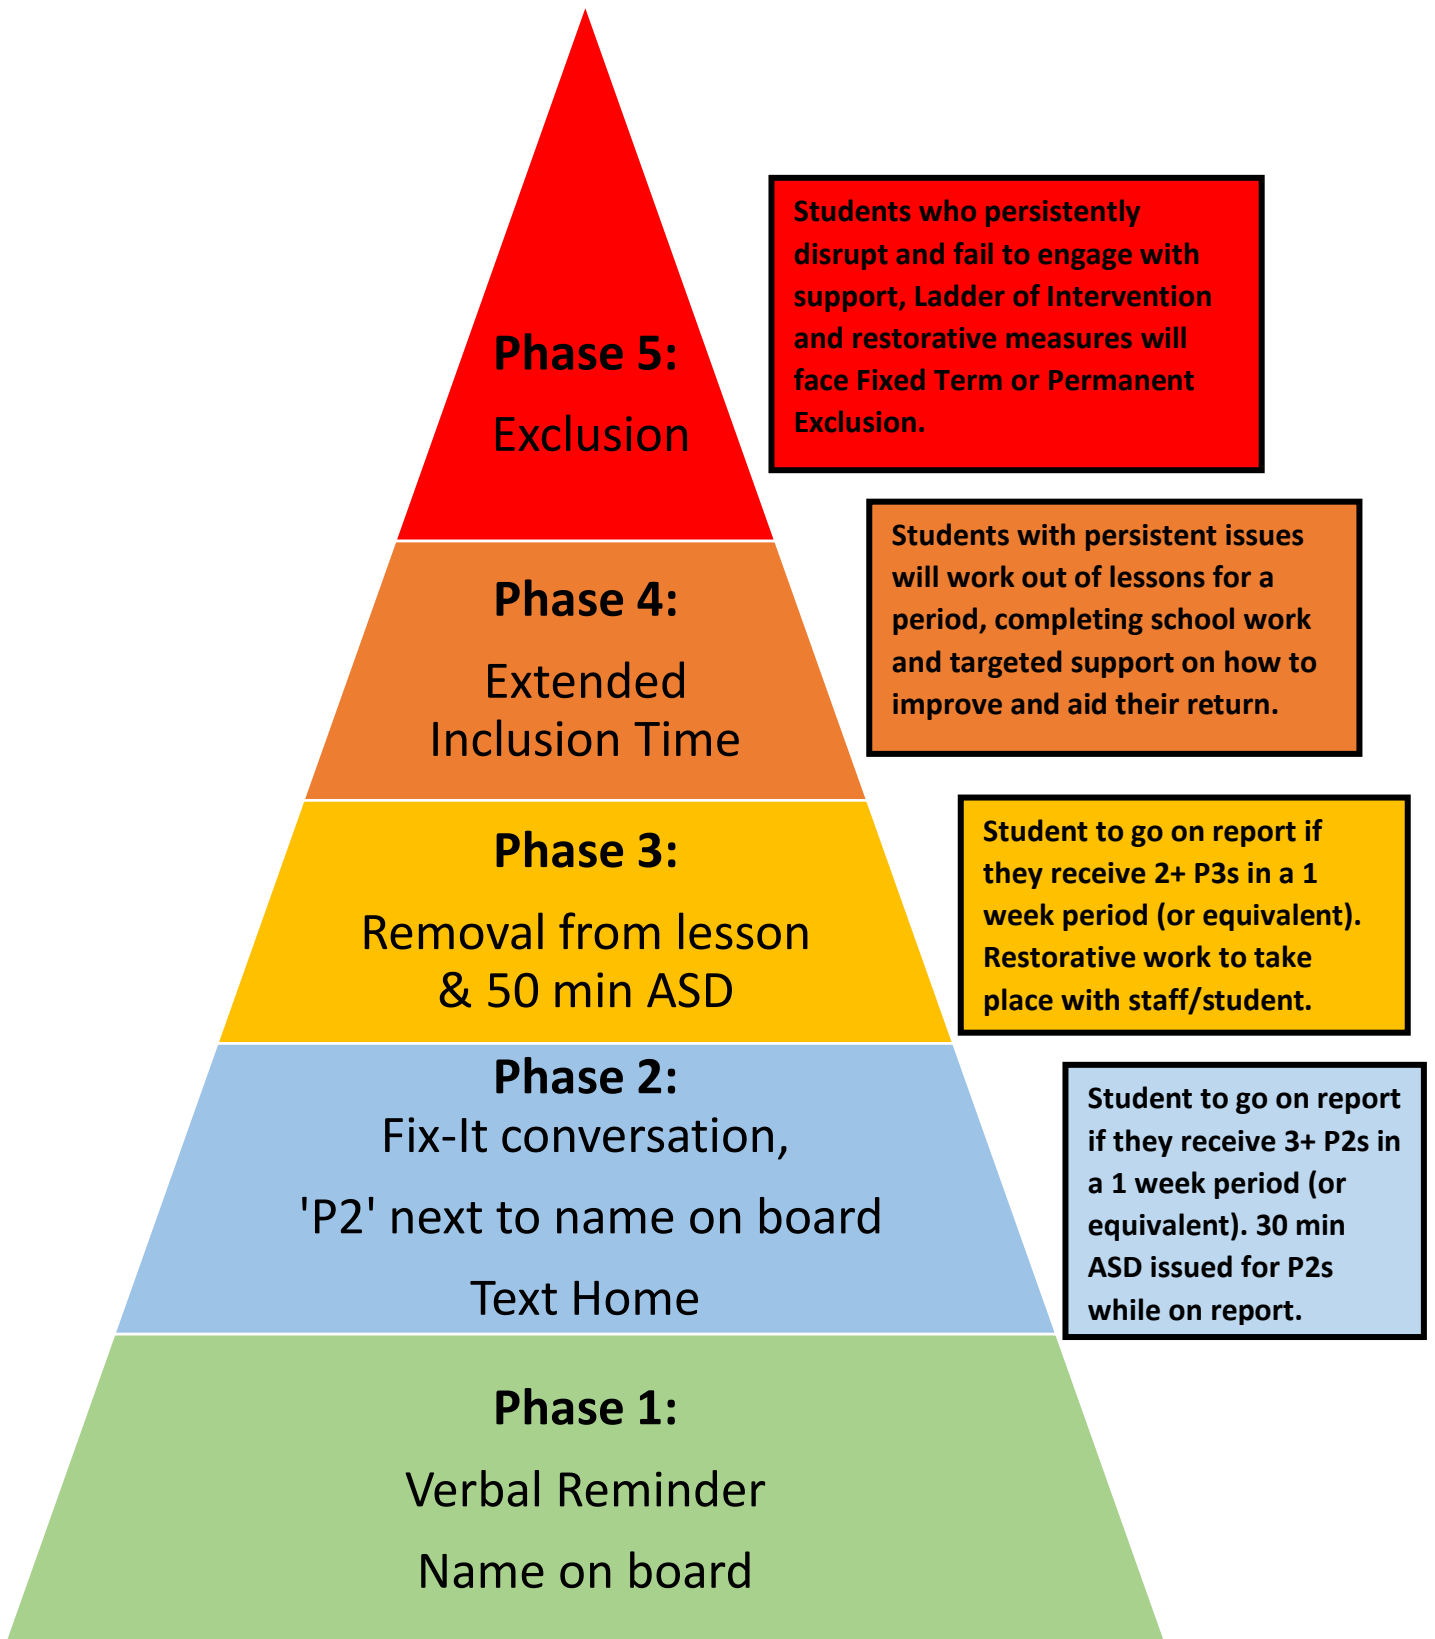 Students who persistently
disrupt and fail to engage with
support, Ladder of Intervention
and restorative measures will
face Fixed Term or Permanent
Exclusion.
Phase 5:
Exclusion
Students with persistent issues
will work out of lessons for a
period, completing school work
and targeted support on how to
improve and aid their return.
Phase 4:
Extended
Inclusion Time
Student to go on report if
they receive 2+ P3s in a 1
week period (or equivalent).
Restorative work to take
place with staff/student.
Phase 3:
Removal from lesson
& 50 min ASD
Student to go on report
if they receive 3+ P2s in
a 1 week period (or
equivalent). 30 min
ASD issued for P2s
while on report.
Phase 2:
Fix-It conversation,
'P2' next to name on board
Text Home
Phase 1:
Verbal Reminder
Name on board